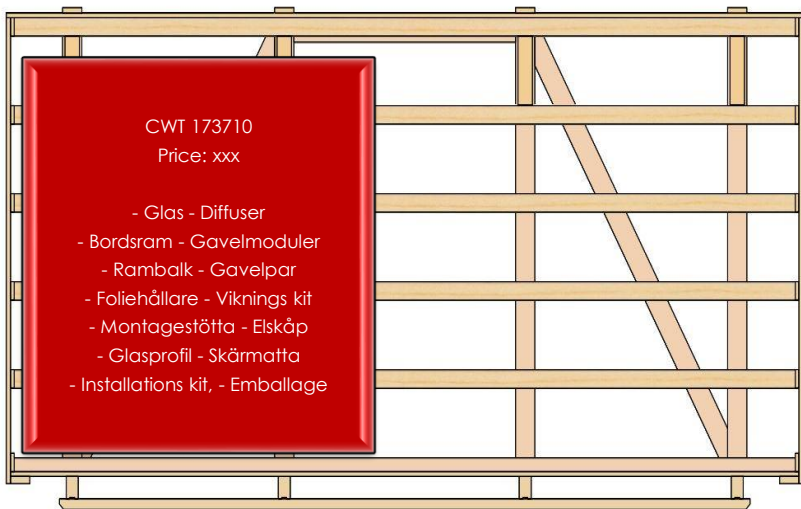 CWT 173710
Price: xxx
- Glas - Diffuser
- Bordsram - Gavelmoduler
- Rambalk - Gavelpar
- Foliehållare - Viknings kit
- Montagestötta - Elskåp
- Glasprofil - Skärmatta
- Installations kit, - Emballage